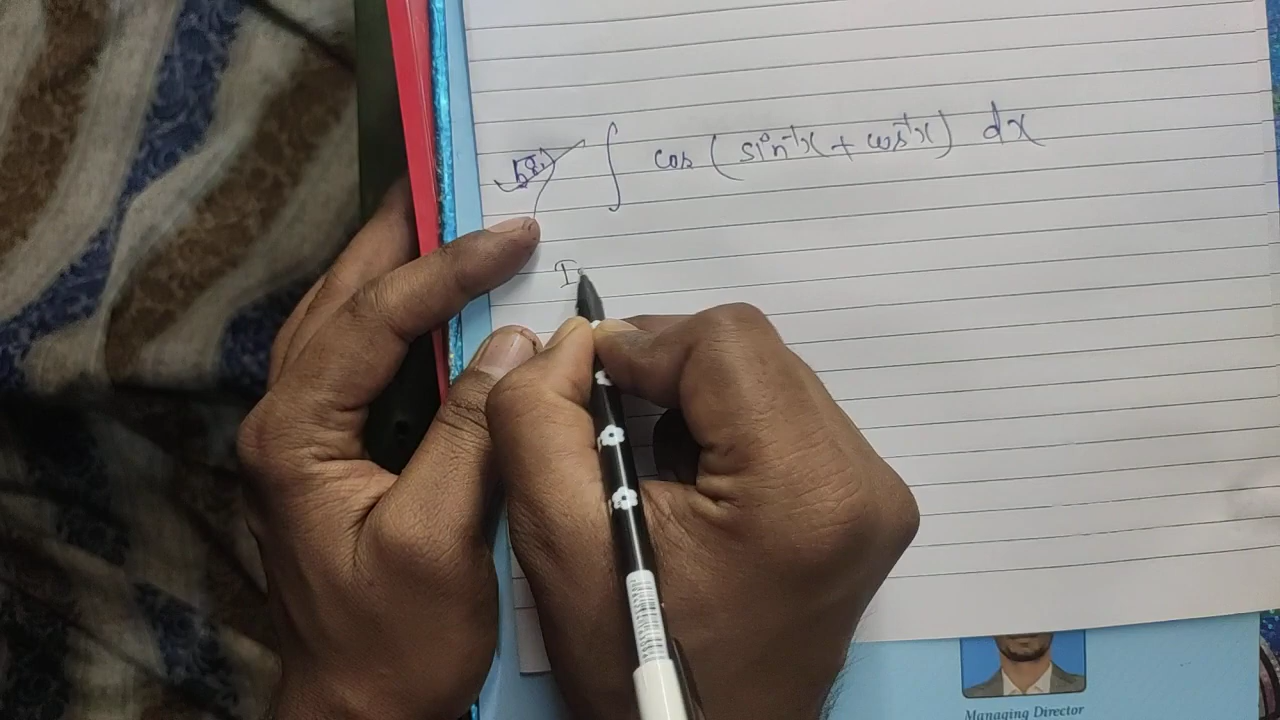 ∫ cos (sin⁻¹x + cos⁻¹x) dx
I
Managing Director